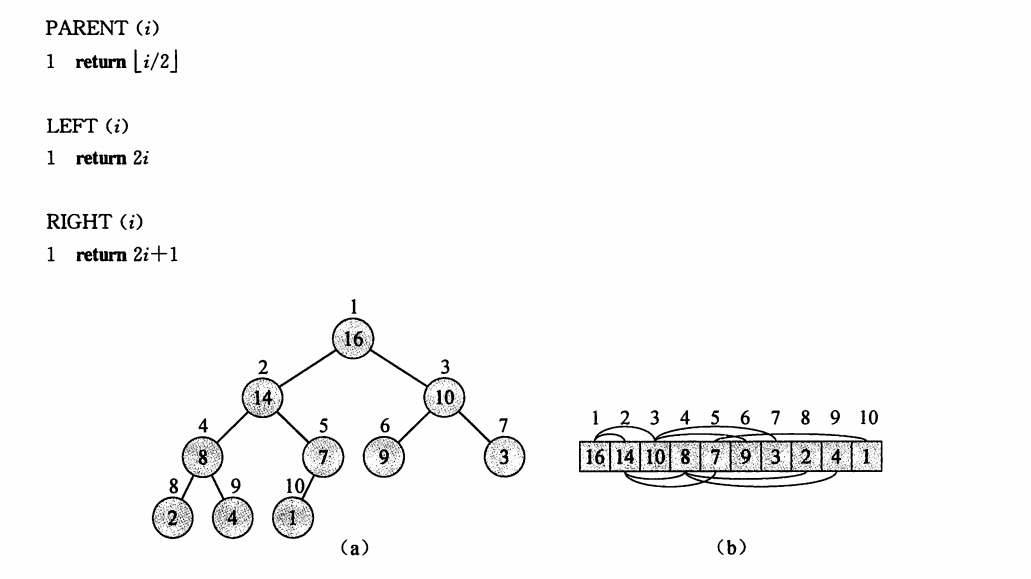 PARENT (i)
1 return ⌊i/2⌋
LEFT (i)
1 return 2i
RIGHT (i)
1 return 2i+1
1
16
2 3
14 10
4 5 6 7
8 7 9 3
8 9 10
2 4 1
(a)
1 2 3 4 5 6 7 8 9 10
16 14 10 8 7 9 3 2 4 1
(b)